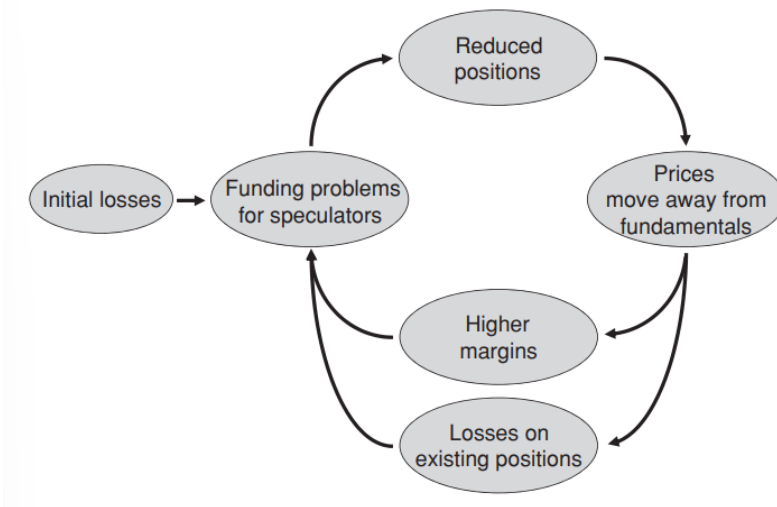 Reduced
positions
Initial losses
Funding problems
for speculators
Prices
move away from
fundamentals
Higher
margins
Losses on
existing positions